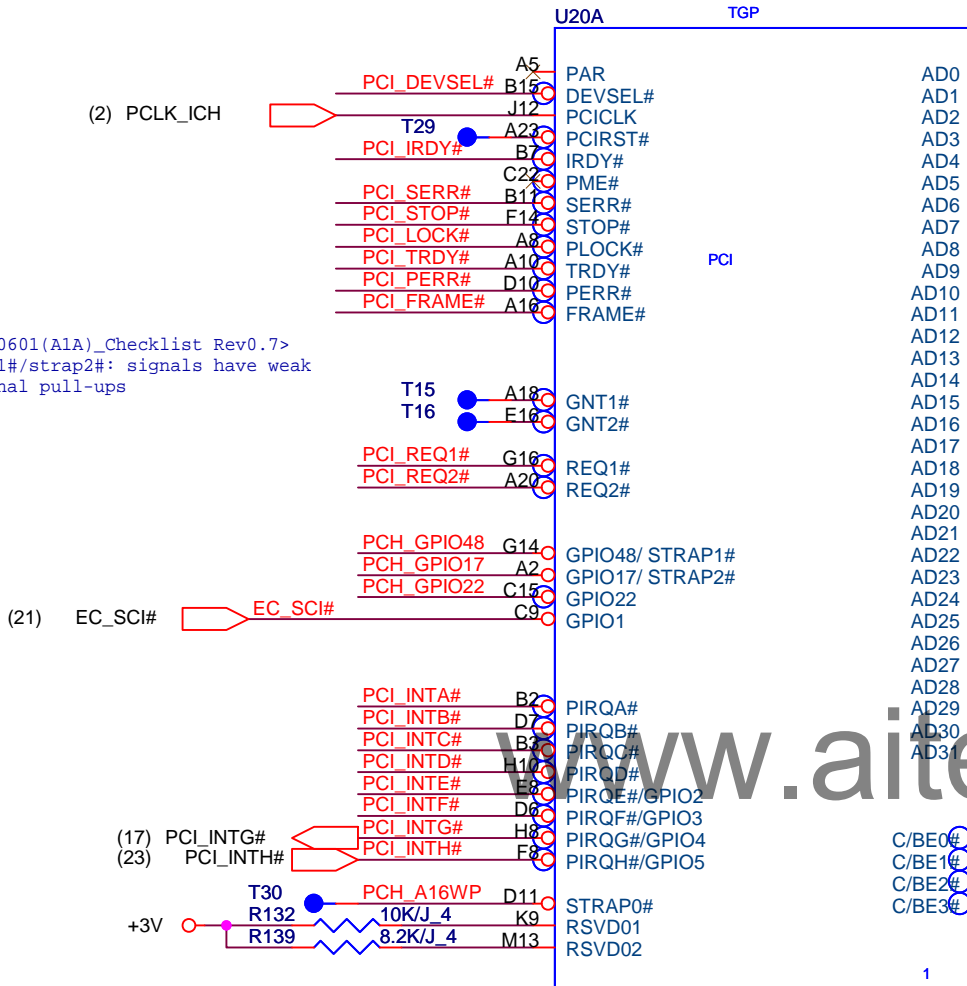 U20A TGP
A5 PAR AD0
PCI_DEVSEL# B15 DEVSEL# AD1
(2) PCLK_ICH J12 PCICLK AD2
T29 A23 PCIRST# AD3
PCI_IRDY# B7 IRDY# AD4
C22 PME# AD5
PCI_SERR# B11 SERR# AD6
PCI_STOP# F14 STOP# AD7
PCI_LOCK# A8 PLOCK# AD8
PCI_TRDY# A10 TRDY# PCI AD9
PCI_PERR# D10 PERR# AD10
PCI_FRAME# A16 FRAME# AD11
AD12
0601(A1A)_Checklist Rev0.7>
1#/strap2#: signals have weak AD13
nal pull-ups AD14
T15 A18 GNT1# AD15
T16 E16 GNT2# AD16
AD17
PCI_REQ1# G16 REQ1# AD18
PCI_REQ2# A20 REQ2# AD19
AD20
AD21
PCH_GPIO48 G14 GPIO48/ STRAP1# AD22
PCH_GPIO17 A2 GPIO17/ STRAP2# AD23
PCH_GPIO22 C15 GPIO22 AD24
(21) EC_SCI# EC_SCI# C9 GPIO1 AD25
AD26
AD27
AD28
PCI_INTA# B2 PIRQA# AD29
PCI_INTB# D7 PIRQB# AD30
PCI_INTC# B3 PIRQC# AD31
www.aite
PCI_INTD# H10 PIRQD#
PCI_INTE# E8 PIRQE#/GPIO2
PCI_INTF# D6 PIRQF#/GPIO3
(17) PCI_INTG# PCI_INTG# H8 PIRQG#/GPIO4 C/BE0#
(23) PCI_INTH# PCI_INTH# F8 PIRQH#/GPIO5 C/BE1#
C/BE2#
T30 PCH_A16WP D11 STRAP0# C/BE3#
+3V R132 10K/J_4 K9 RSVD01
R139 8.2K/J_4 M13 RSVD02
1